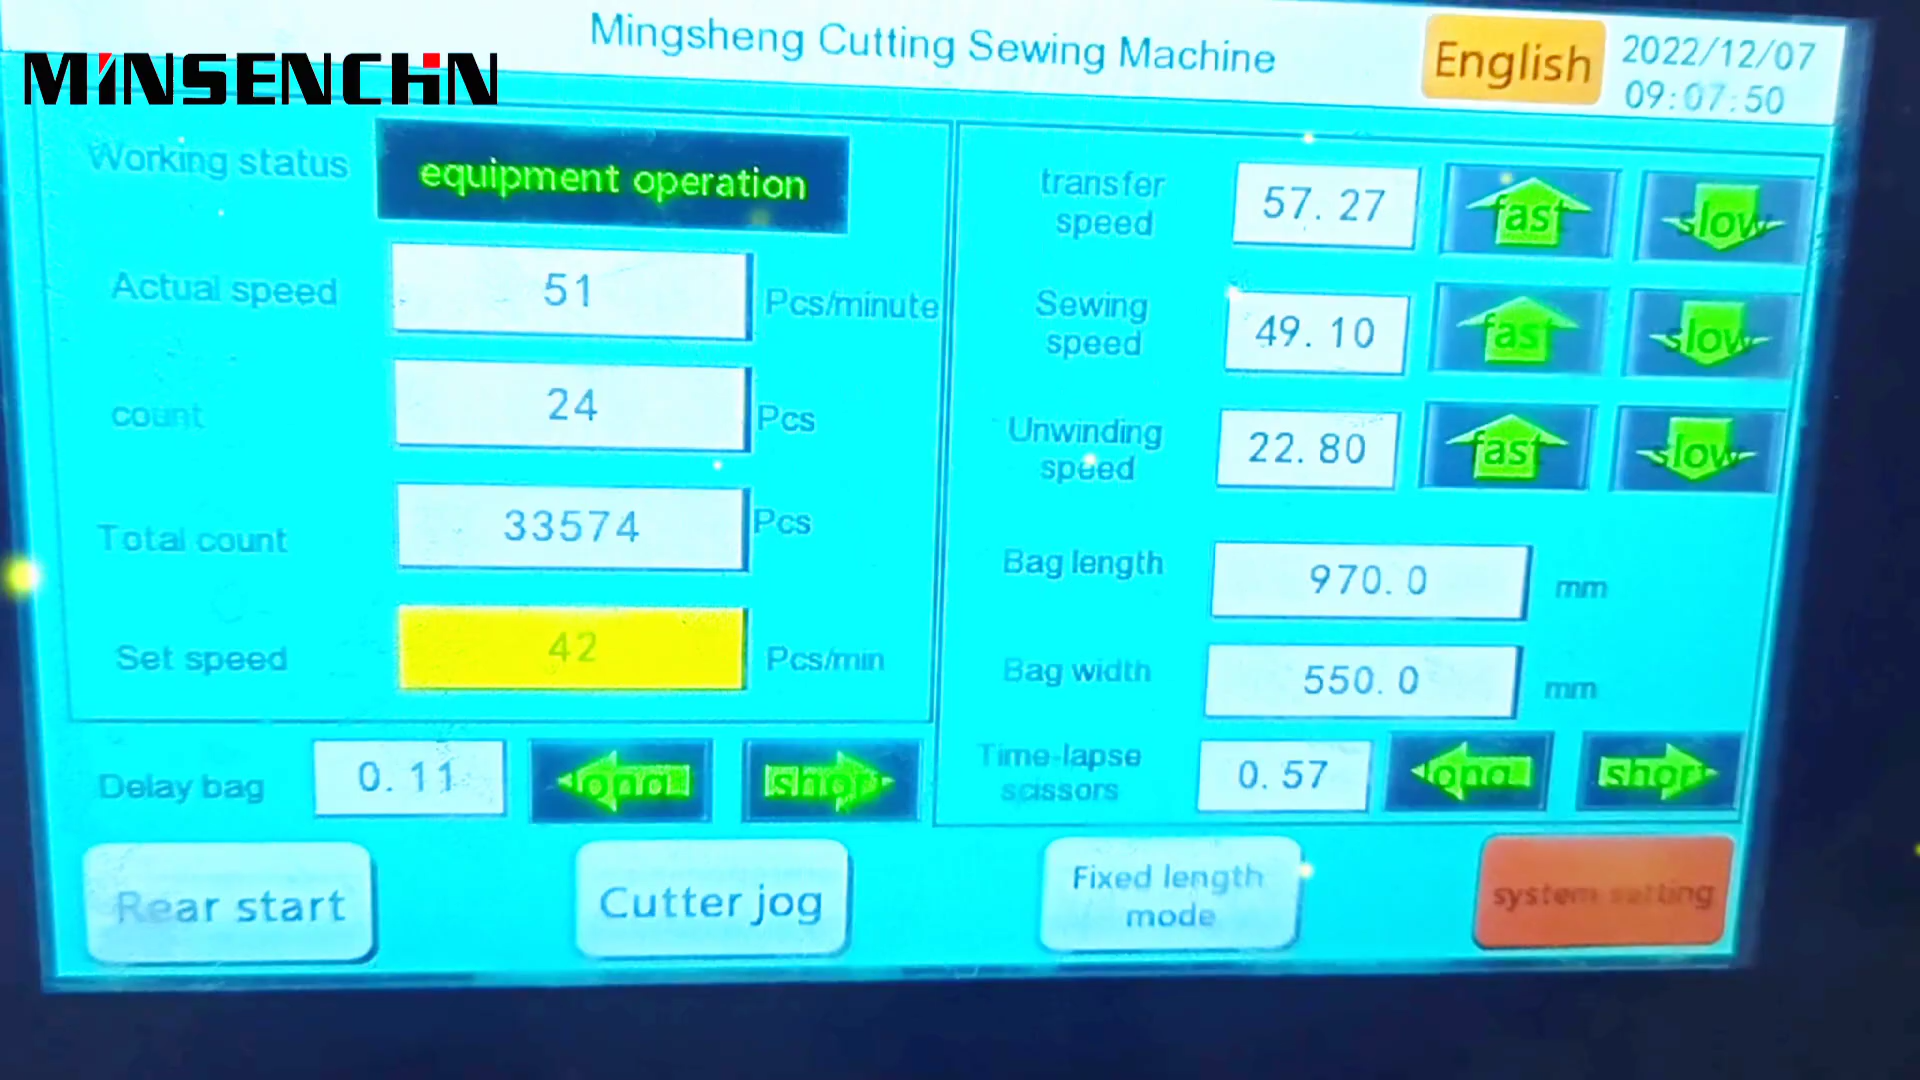 MINSENCHN
Mingsheng Cutting Sewing Machine
English
2022/12/07
09:07:50
Working status
equipment operation
Actual speed
51
Pcs/minute
count
24
Pcs
Total count
33574
Pcs
Set speed
42
Pcs/min
Delay bag
0.11
long
short
transfer
speed
57.27
fast
slow
Sewing
speed
49.10
fast
slow
Unwinding
speed
22.80
fast
slow
Bag length
970.0
mm
Bag width
550.0
mm
Time-lapse
scissors
0.57
long
short
Rear start
Cutter jog
Fixed length
mode
system setting